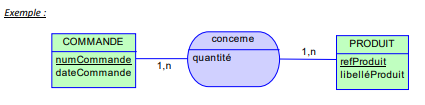 Exemple :
COMMANDE
numCommande
dateCommande
1,n
concerne
quantité
1,n
PRODUIT
refProduit
libelléProduit